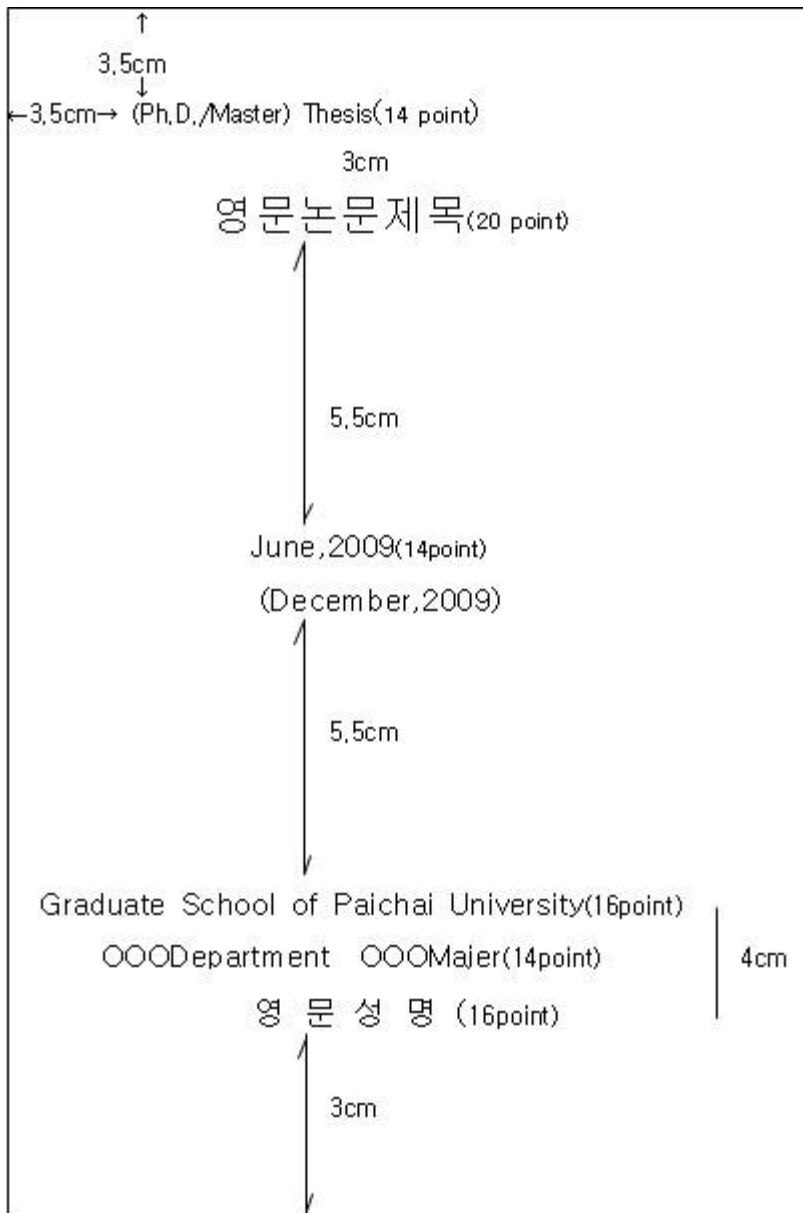 ↑
3.5cm
↓
←3.5cm→ (Ph.D./Master) Thesis(14 point)
3cm
영문논문제목(20 point)
5.5cm
June,2009(14point)
(December,2009)
5.5cm
Graduate School of Paichai University(16point)
○○○Department ○○○Majer(14point)
4cm
영 문 성 명 (16point)
3cm